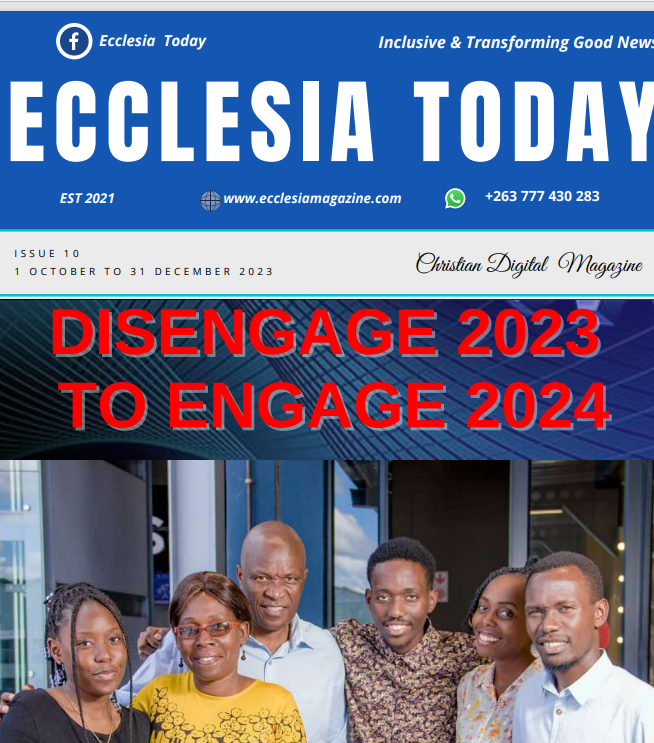 Ecclesia Today
Inclusive & Transforming Good News
ECCLESIA TODAY
EST 2021
www.ecclesiamagazine.com
+263 777 430 283
ISSUE 10
1 OCTOBER TO 31 DECEMBER 2023
Christian Digital Magazine
DISENGAGE 2023
TO ENGAGE 2024
S